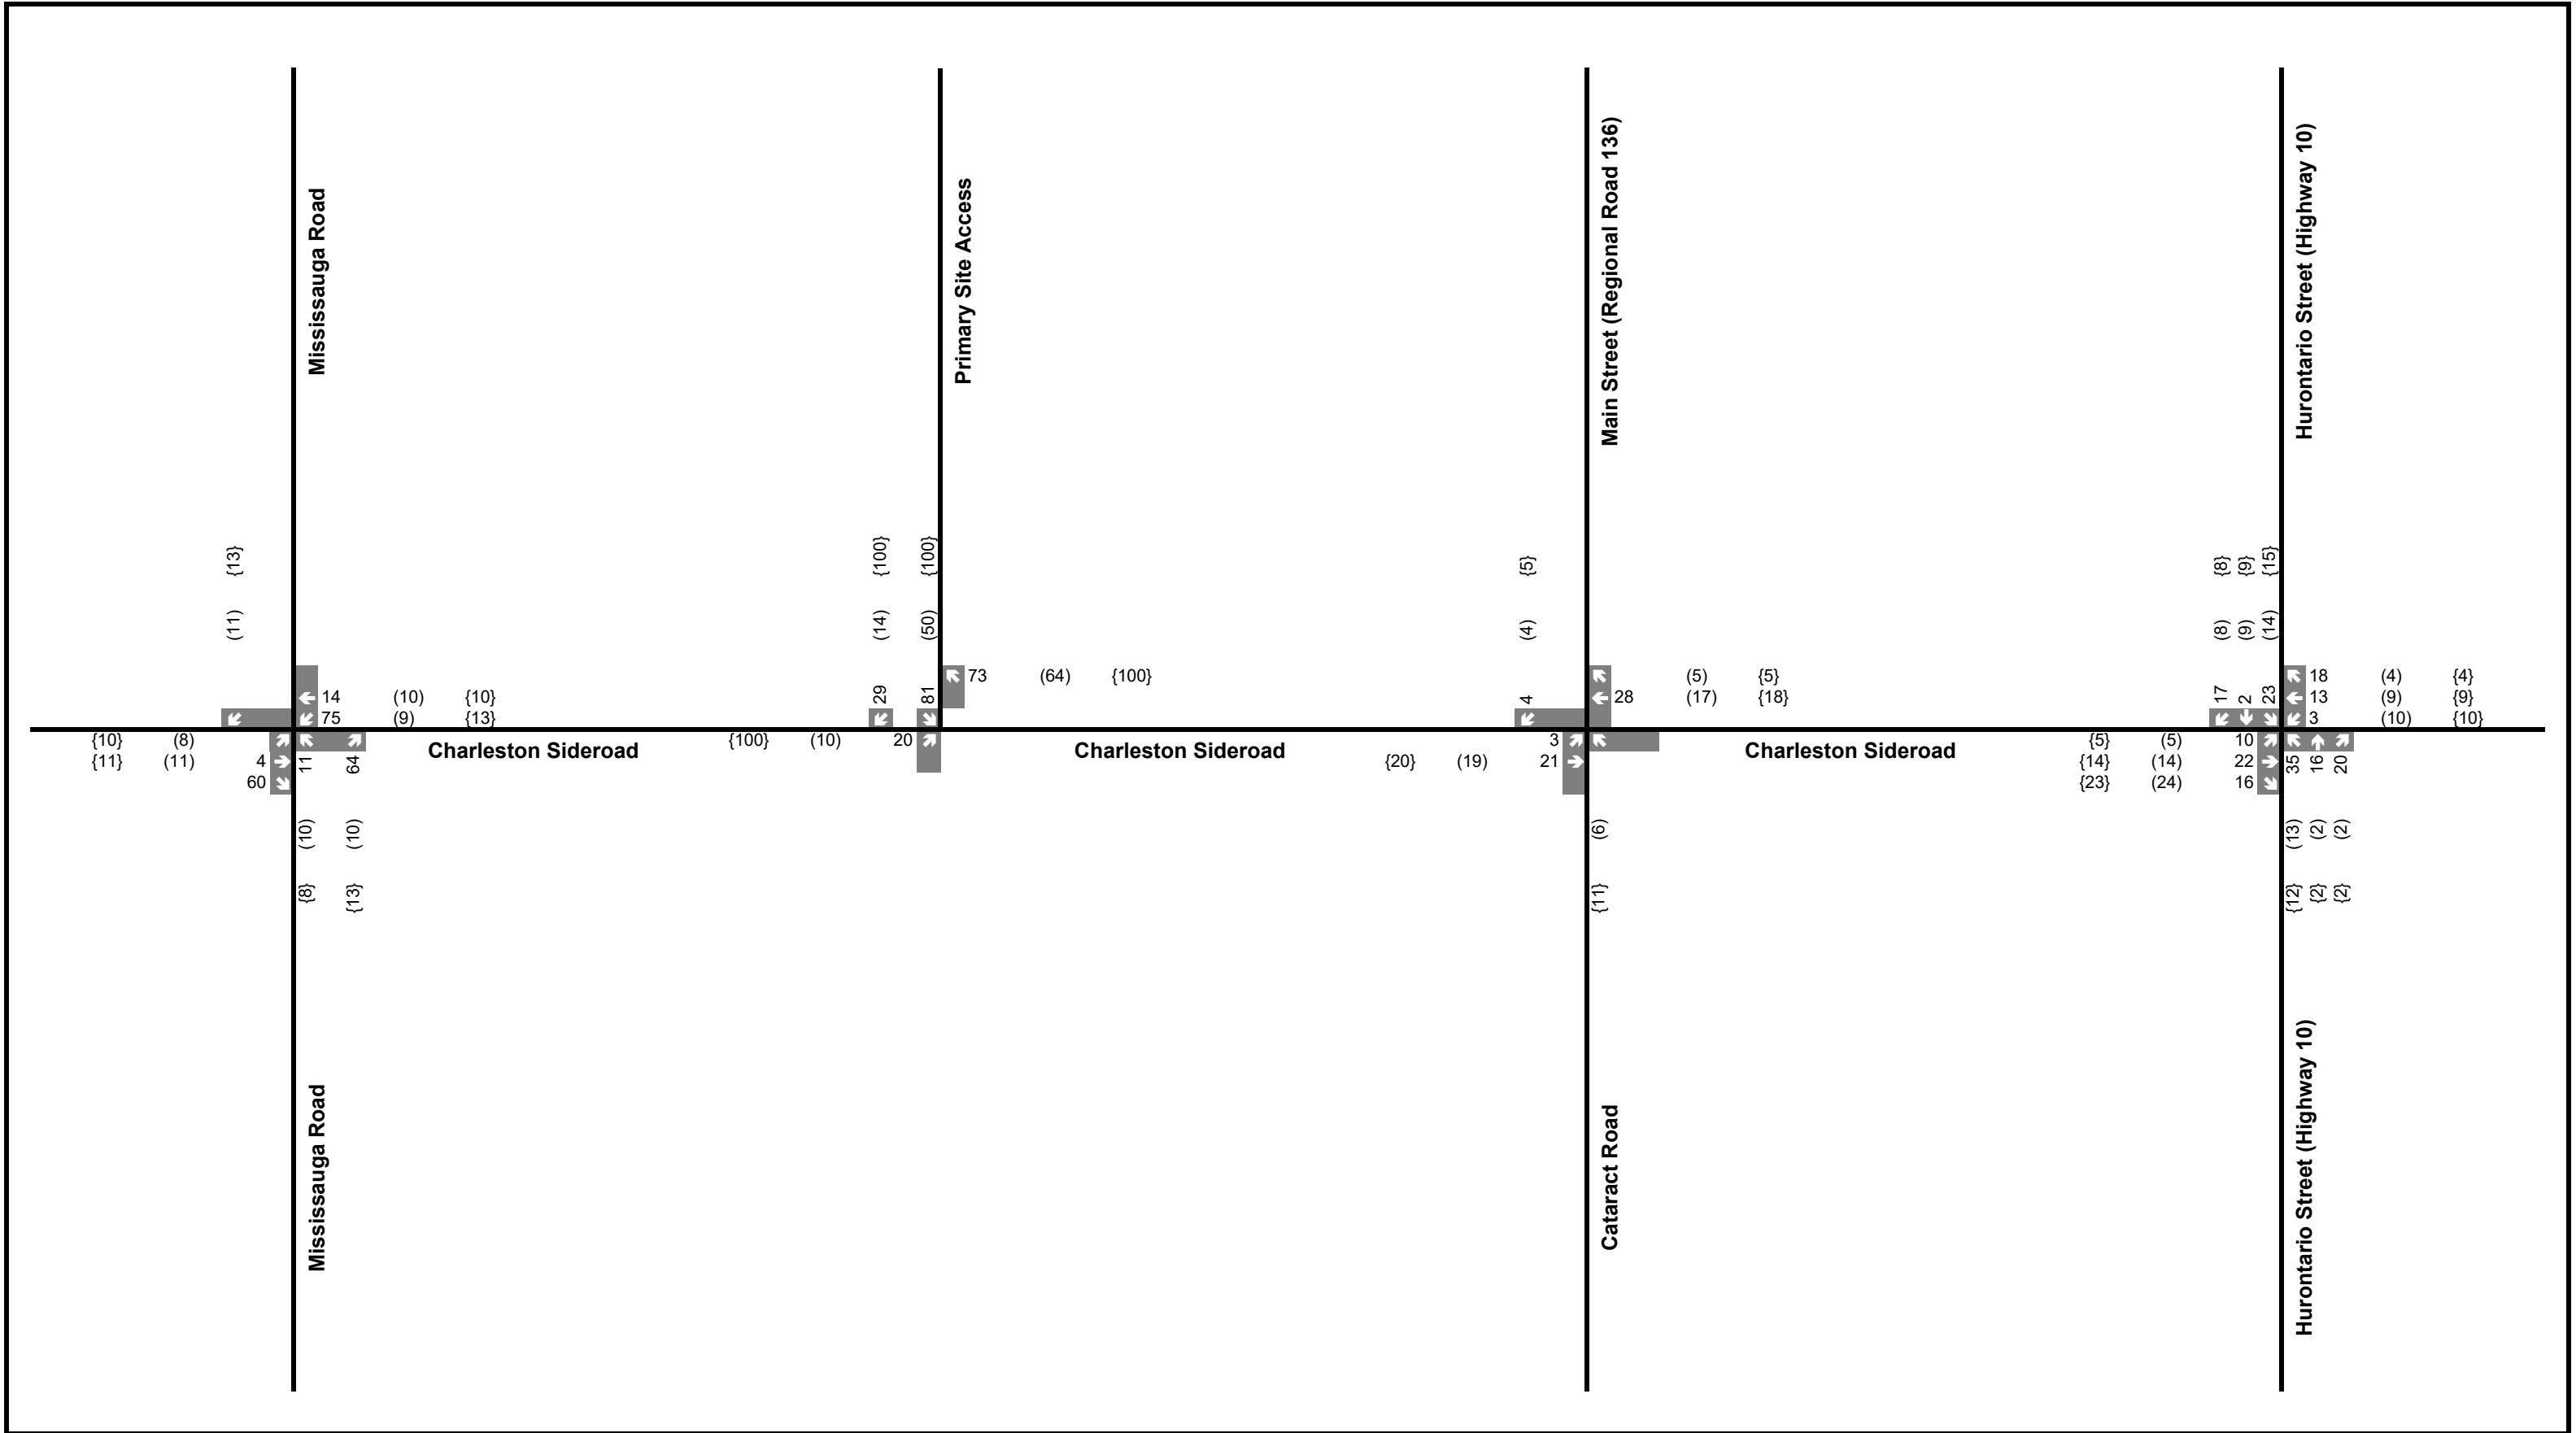 Mississauga Road
Primary Site Access
Main Street (Regional Road 136)
Hurontario Street (Highway 10)
{13}
(11)
14 (10) {10}
75 (9) {13}
{10} (8)
{11} (11) 4
60
11 64
(10) (10)
{8} {13}
{100} {100}
(14) (50)
29 81
73 (64) {100}
{100} (10) 20
{5}
(4)
4
(5) {5}
28 (17) {18}
3
{20} (19) 21
(6)
{11}
{8} {9} {15}
(8) (9) (14)
17 2 23
18 (4) {4}
13 (9) {9}
3 (10) {10}
{5} (5) 10
{14} (14) 22
{23} (24) 16
35 16 20
(13) (2) (2)
{12} {2} {2}
Charleston Sideroad
Charleston Sideroad
Charleston Sideroad
Mississauga Road
Cataract Road
Hurontario Street (Highway 10)